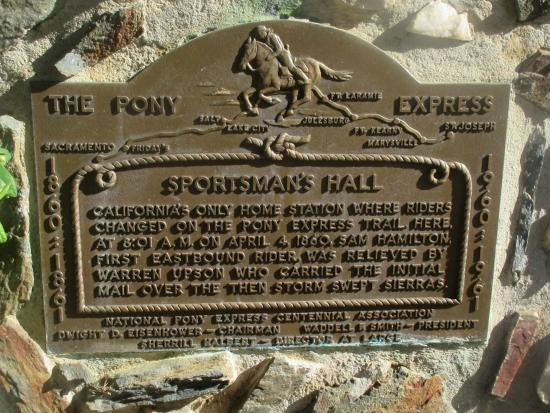 THE PONY EXPRESS
FT. LARAMIE
SALT LAKE CITY
JULESBURG
FT. KEARNY
MARYSVILLE
ST. JOSEPH
SACRAMENTO
FRIDAY'S
1860-1861
1960-1961
SPORTSMAN'S HALL
CALIFORNIA'S ONLY HOME STATION WHERE RIDERS
CHANGED ON THE PONY EXPRESS TRAIL. HERE,
AT 8:01 A.M. ON APRIL 4, 1860, SAM HAMILTON,
FIRST EASTBOUND RIDER, WAS RELIEVED BY
WARREN UPSON WHO CARRIED THE INITIAL
MAIL OVER THE THEN STORM SWEPT SIERRAS.
NATIONAL PONY EXPRESS CENTENNIAL ASSOCIATION
DWIGHT D. EISENHOWER - CHAIRMAN WADDELL F. SMITH - PRESIDENT
SHERRILL HALBERT - DIRECTOR AT LARGE